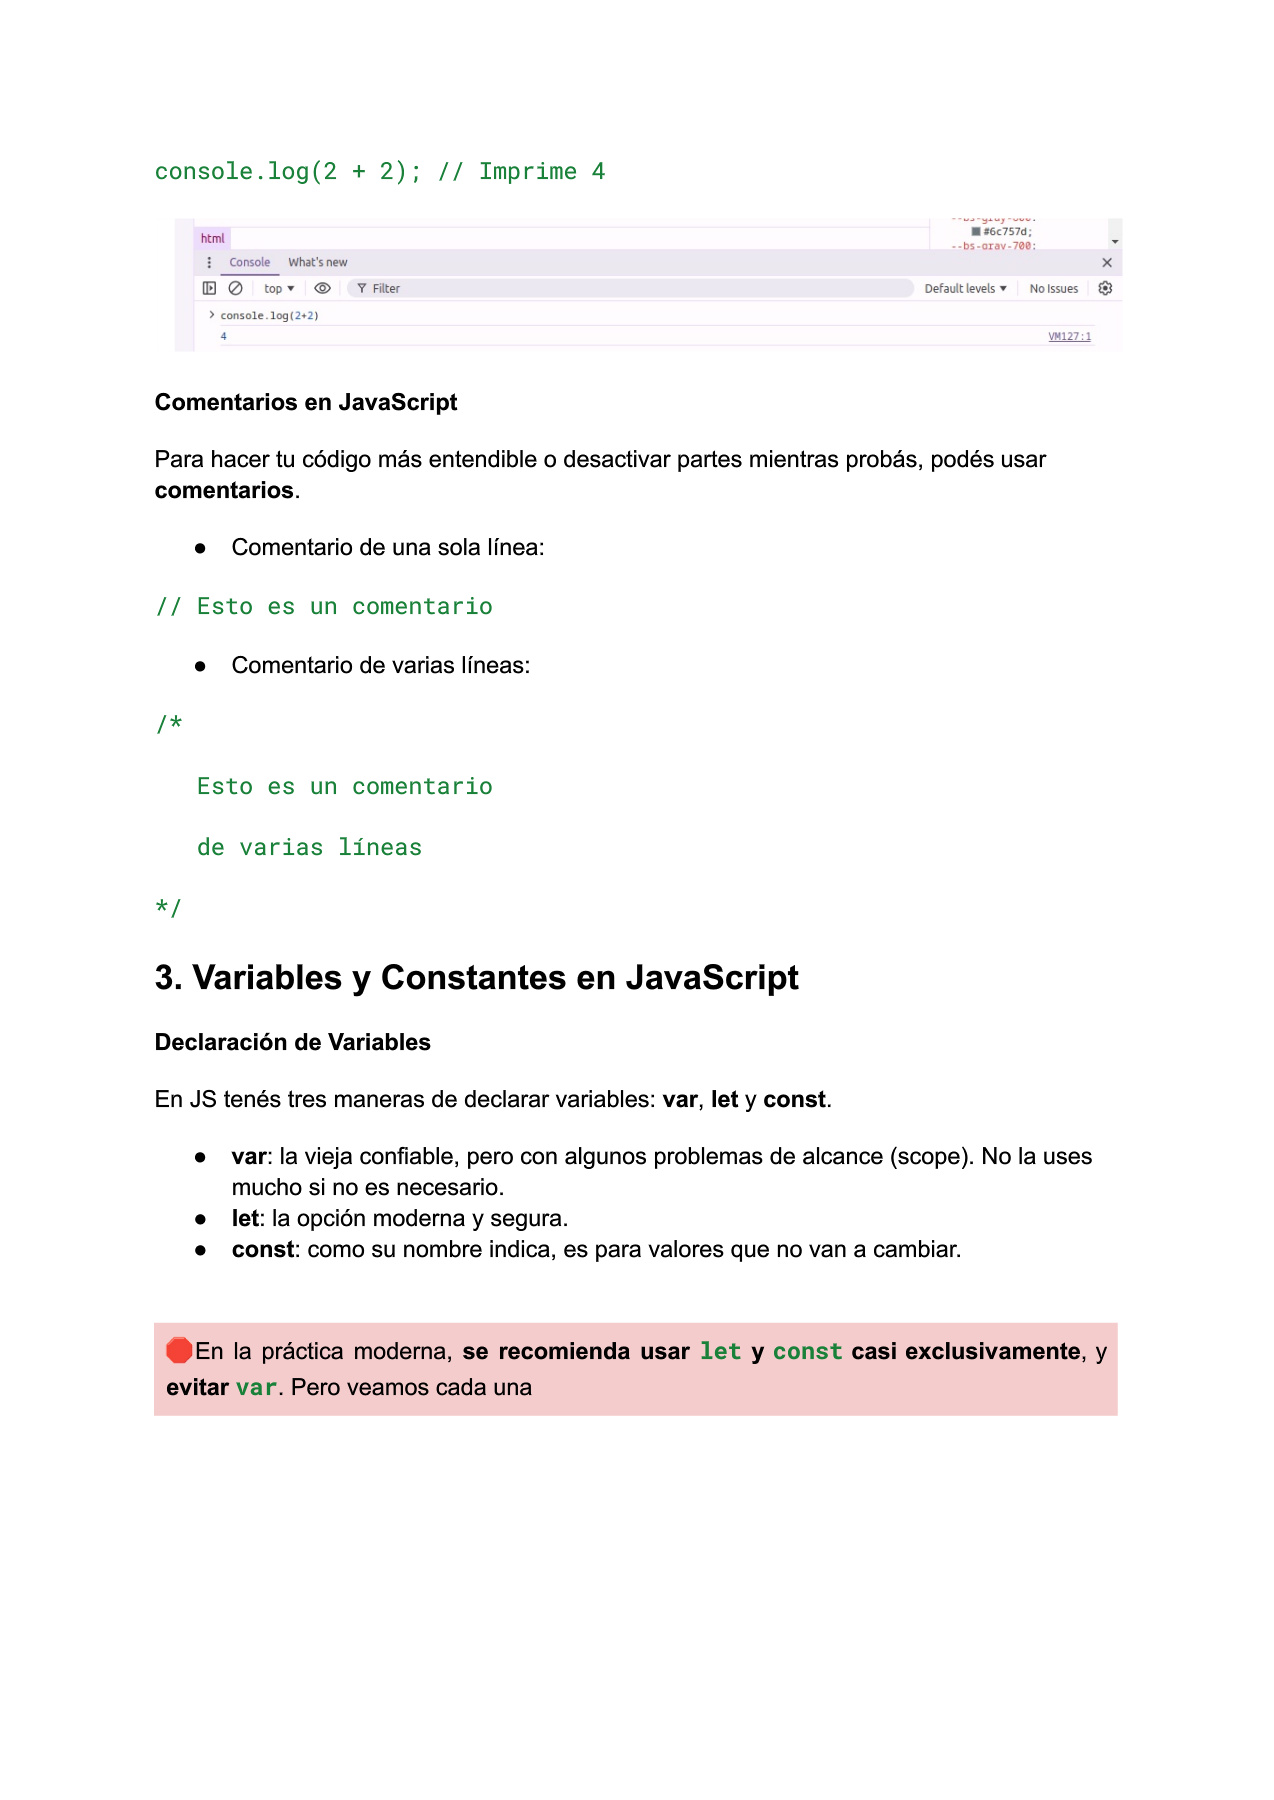 console.log(2 + 2); // Imprime 4
#6c757d;
html
--bs-gray-700:
Console What's new
top Filter Default levels No Issues
console.log(2+2)
4 VM127:1
Comentarios en JavaScript
Para hacer tu código más entendible o desactivar partes mientras probás, podés usar
comentarios.
● Comentario de una sola línea:
// Esto es un comentario
● Comentario de varias líneas:
/*
Esto es un comentario
de varias líneas
*/
3. Variables y Constantes en JavaScript
Declaración de Variables
En JS tenés tres maneras de declarar variables: var, let y const.
● var: la vieja confiable, pero con algunos problemas de alcance (scope). No la uses
mucho si no es necesario.
● let: la opción moderna y segura.
● const: como su nombre indica, es para valores que no van a cambiar.
🛑En la práctica moderna, se recomienda usar let y const casi exclusivamente, y
evitar var. Pero veamos cada una